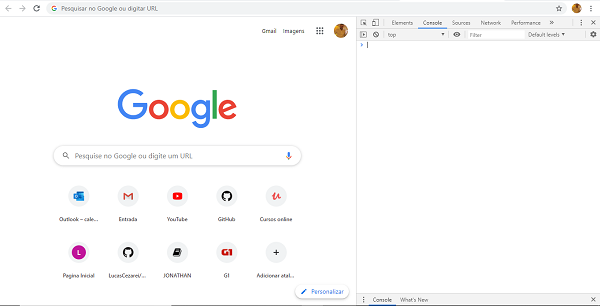 Pesquisar no Google ou digitar URL
Gmail Imagens
Google
Pesquise no Google ou digite um URL
Outlook – cale... Entrada YouTube GitHub Cursos online
L
Pagina Inicial LucasCezarei/... JONATHAN G1 Adicionar atal...
Personalizar
Elements Console Sources Network Performance »
top Filter Default levels
Console What's New